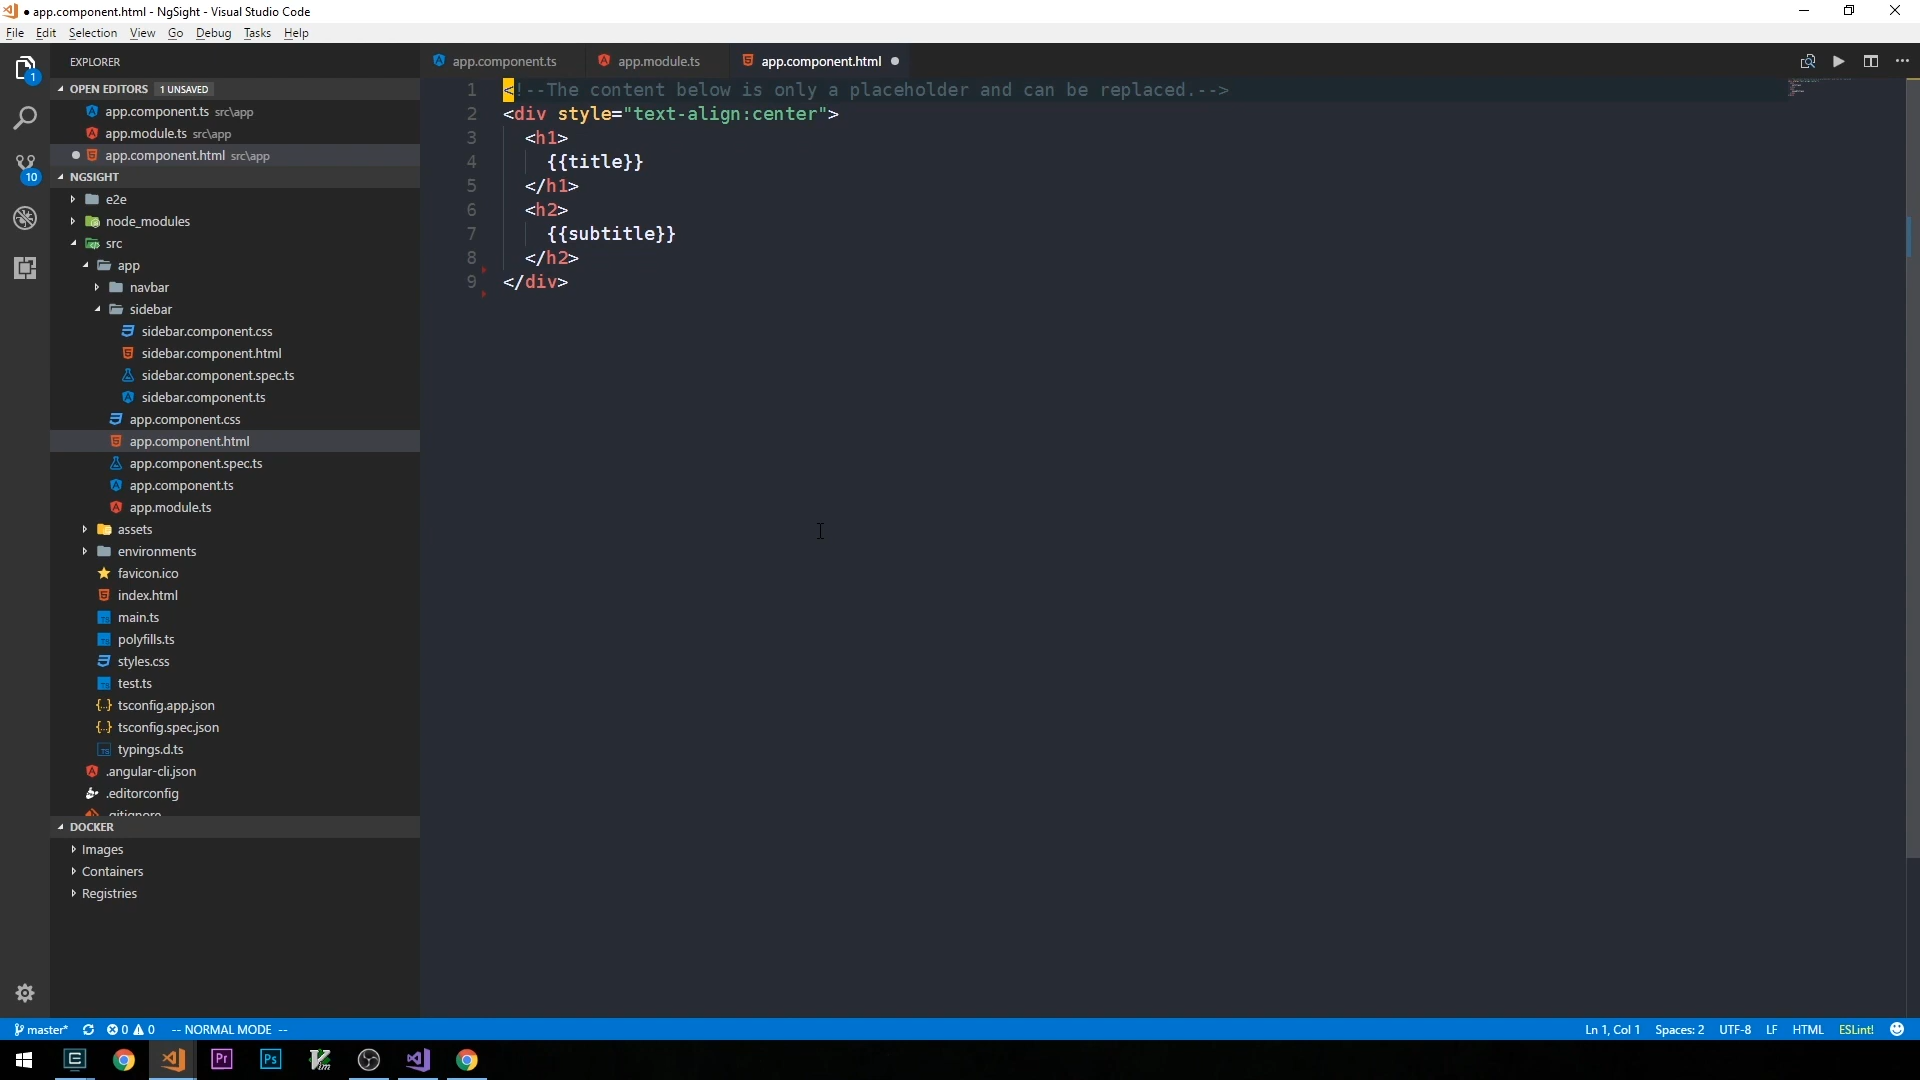 ● app.component.html - NgSight - Visual Studio Code
File Edit Selection View Go Debug Tasks Help
EXPLORER
1
10
OPEN EDITORS 1 UNSAVED
app.component.ts src\app
app.module.ts src\app
● app.component.html src\app
NGSIGHT
e2e
node_modules
src
app
navbar
sidebar
sidebar.component.css
sidebar.component.html
sidebar.component.spec.ts
sidebar.component.ts
app.component.css
app.component.html
app.component.spec.ts
app.component.ts
app.module.ts
assets
environments
favicon.ico
index.html
main.ts
polyfills.ts
styles.css
test.ts
tsconfig.app.json
tsconfig.spec.json
typings.d.ts
.angular-cli.json
.editorconfig
.gitignore
DOCKER
Images
Containers
Registries
app.component.ts app.module.ts app.component.html ●
1 <!--The content below is only a placeholder and can be replaced.-->
2 <div style="text-align:center">
3 <h1>
4 {{title}}
5 </h1>
6 <h2>
7 {{subtitle}}
8 </h2>
9 </div>
master* 0 0 -- NORMAL MODE -- Ln 1, Col 1 Spaces: 2 UTF-8 LF HTML ESLint!
Pr Ps Vim